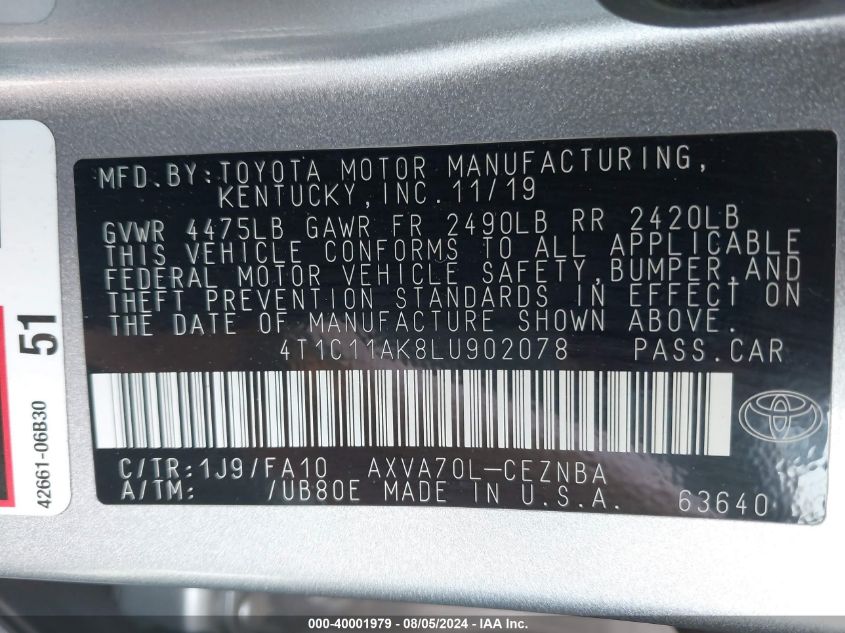 MFD.BY:TOYOTA MOTOR MANUFACTURING,
KENTUCKY,INC.11/19
GVWR 4475LB GAWR FR 2490LB RR 2420LB
THIS VEHICLE CONFORMS TO ALL APPLICABLE
FEDERAL MOTOR VEHICLE SAFETY,BUMPER,AND
THEFT PREVENTION STANDARDS IN EFFECT ON
THE DATE OF MANUFACTURE SHOWN ABOVE.
4T1C11AK8LU902078 PASS.CAR
C/TR:1J9/FA10 AXVA70L-CEZNBA
A/TM: /UB80E MADE IN U.S.A. 63640
51
42661-06B30
000-40001979 - 08/05/2024 - © IAA Inc.